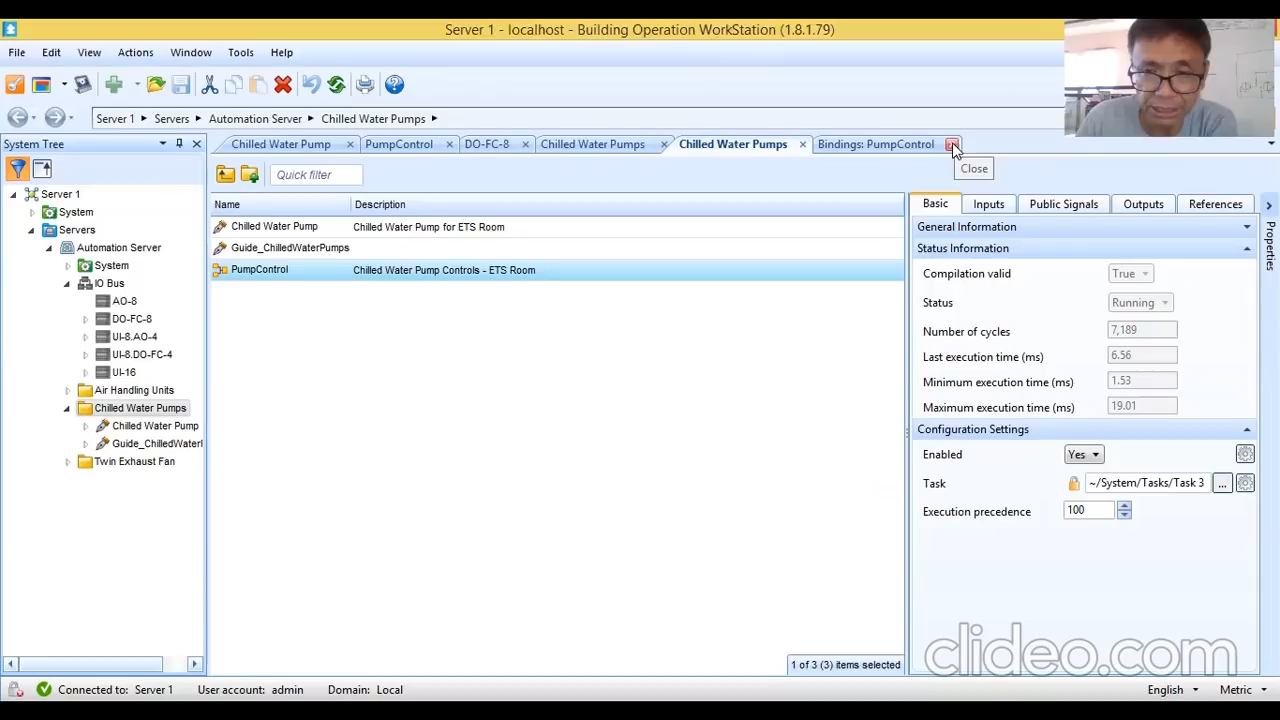 Server 1 - localhost - Building Operation WorkStation (1.8.1.79)
File Edit View Actions Window Tools Help
Server 1 Servers Automation Server Chilled Water Pumps
System Tree
Chilled Water Pump PumpControl DO-FC-8 Chilled Water Pumps Chilled Water Pumps Bindings: PumpControl
Close
Quick filter
Name Description
Chilled Water Pump Chilled Water Pump for ETS Room
Guide_ChilledWaterPumps
PumpControl Chilled Water Pump Controls - ETS Room
Server 1
System
Servers
Automation Server
System
IO Bus
AO-8
DO-FC-8
UI-8.AO-4
UI-8.DO-FC-4
UI-16
Air Handling Units
Chilled Water Pumps
Chilled Water Pump
Guide_ChilledWaterI
Twin Exhaust Fan
Basic Inputs Public Signals Outputs References
Properties
General Information
Status Information
Compilation valid True
Status Running
Number of cycles 7,189
Last execution time (ms) 6.56
Minimum execution time (ms) 1.53
Maximum execution time (ms) 19.01
Configuration Settings
Enabled Yes
Task ~/System/Tasks/Task 3 ...
Execution precedence 100
1 of 3 (3) items selected
clideo.com
Connected to: Server 1 User account: admin Domain: Local English Metric